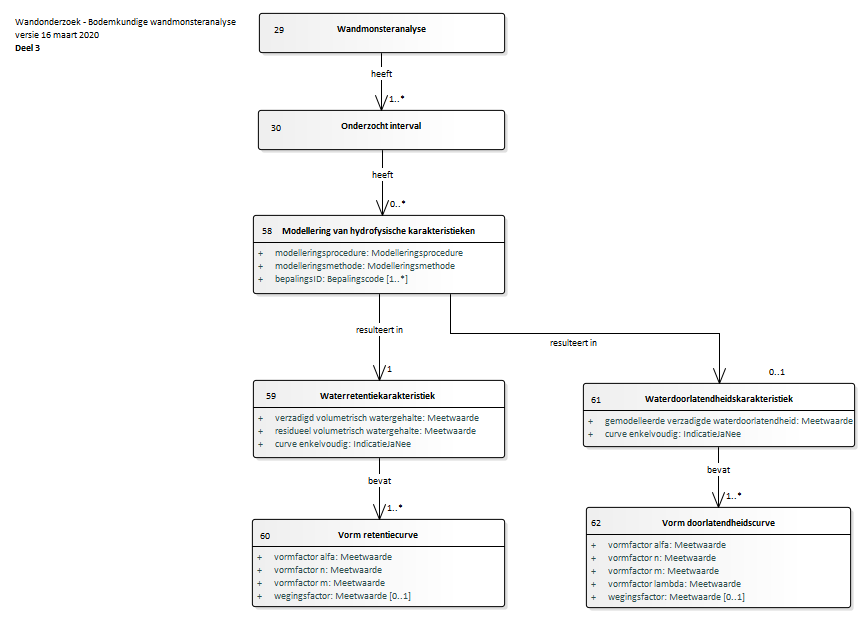 Wandonderzoek - Bodemkundige wandmonsteranalyse
versie 16 maart 2020
Deel 3
29 Wandmonsteranalyse
heeft
1..*
30 Onderzocht interval
heeft
0..*
58 Modellering van hydrofysische karakteristieken
+ modelleringsprocedure: Modelleringsprocedure
+ modelleringsmethode: Modelleringsmethode
+ bepalingsID: Bepalingscode [1..*]
resulteert in
1
resulteert in
0..1
59 Waterretentiekarakteristiek
+ verzadigd volumetrisch watergehalte: Meetwaarde
+ residueel volumetrisch watergehalte: Meetwaarde
+ curve enkelvoudig: IndicatieJaNee
bevat
1..*
60 Vorm retentiecurve
+ vormfactor alfa: Meetwaarde
+ vormfactor n: Meetwaarde
+ vormfactor m: Meetwaarde
+ wegingsfactor: Meetwaarde [0..1]
61 Waterdoorlatendheidskarakteristiek
+ gemodelleerde verzadigde waterdoorlatendheid: Meetwaarde
+ curve enkelvoudig: IndicatieJaNee
bevat
1..*
62 Vorm doorlatendheidscurve
+ vormfactor alfa: Meetwaarde
+ vormfactor n: Meetwaarde
+ vormfactor m: Meetwaarde
+ vormfactor lambda: Meetwaarde
+ wegingsfactor: Meetwaarde [0..1]